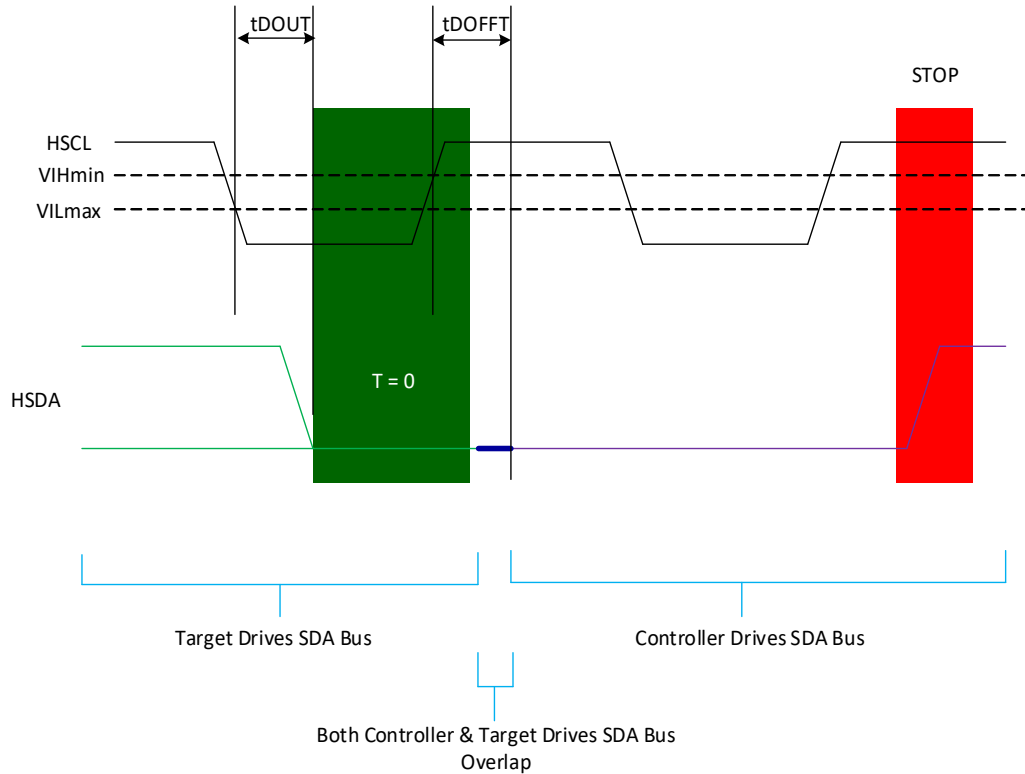 tDOUT
tDOFFT
STOP
HSCL
VIHmin
VILmax
T = 0
HSDA
Target Drives SDA Bus
Controller Drives SDA Bus
Both Controller & Target Drives SDA Bus
Overlap